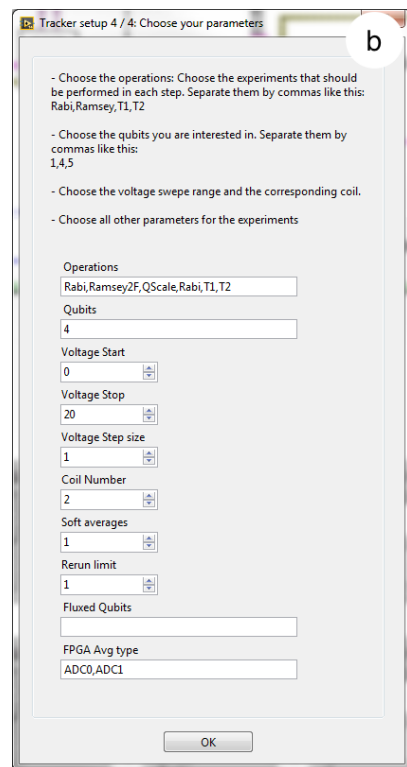 Tracker setup 4 / 4: Choose your parameters
b
- Choose the operations: Choose the experiments that should
be performed in each step. Separate them by commas like this:
Rabi,Ramsey,T1,T2
- Choose the qubits you are interested in. Separate them by
commas like this:
1,4,5
- Choose the voltage swepe range and the corresponding coil.
- Choose all other parameters for the experiments
Operations
Rabi,Ramsey2F,QScale,Rabi,T1,T2
Qubits
4
Voltage Start
0
Voltage Stop
20
Voltage Step size
1
Coil Number
2
Soft averages
1
Rerun limit
1
Fluxed Qubits
FPGA Avg type
ADC0,ADC1
OK